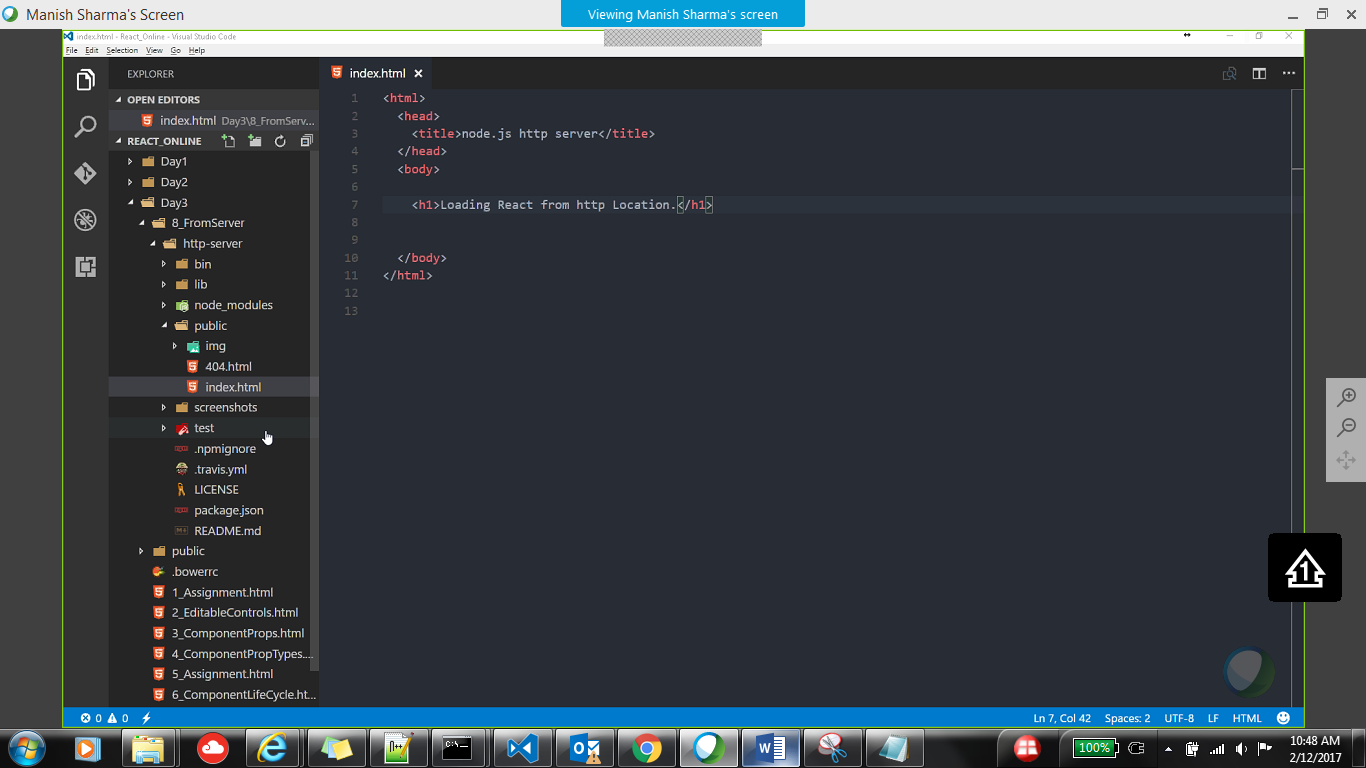 Manish Sharma's Screen
Viewing Manish Sharma's screen
index.html - React_Online - Visual Studio Code
File Edit Selection View Go Help
EXPLORER
OPEN EDITORS
index.html Day3\8_FromServ...
REACT_ONLINE
Day1
Day2
Day3
8_FromServer
http-server
bin
lib
node_modules
public
img
404.html
index.html
screenshots
test
.npmignore
.travis.yml
LICENSE
package.json
README.md
public
.bowerrc
1_Assignment.html
2_EditableControls.html
3_ComponentProps.html
4_ComponentPropTypes....
5_Assignment.html
6_ComponentLifeCycle.ht...
index.html
1 <html>
2 <head>
3 <title>node.js http server</title>
4 </head>
5 <body>
6
7 <h1>Loading React from http Location.</h1>
8
9
10 </body>
11 </html>
12
13
1
0 0
Ln 7, Col 42 Spaces: 2 UTF-8 LF HTML
100%
10:48 AM
2/12/2017